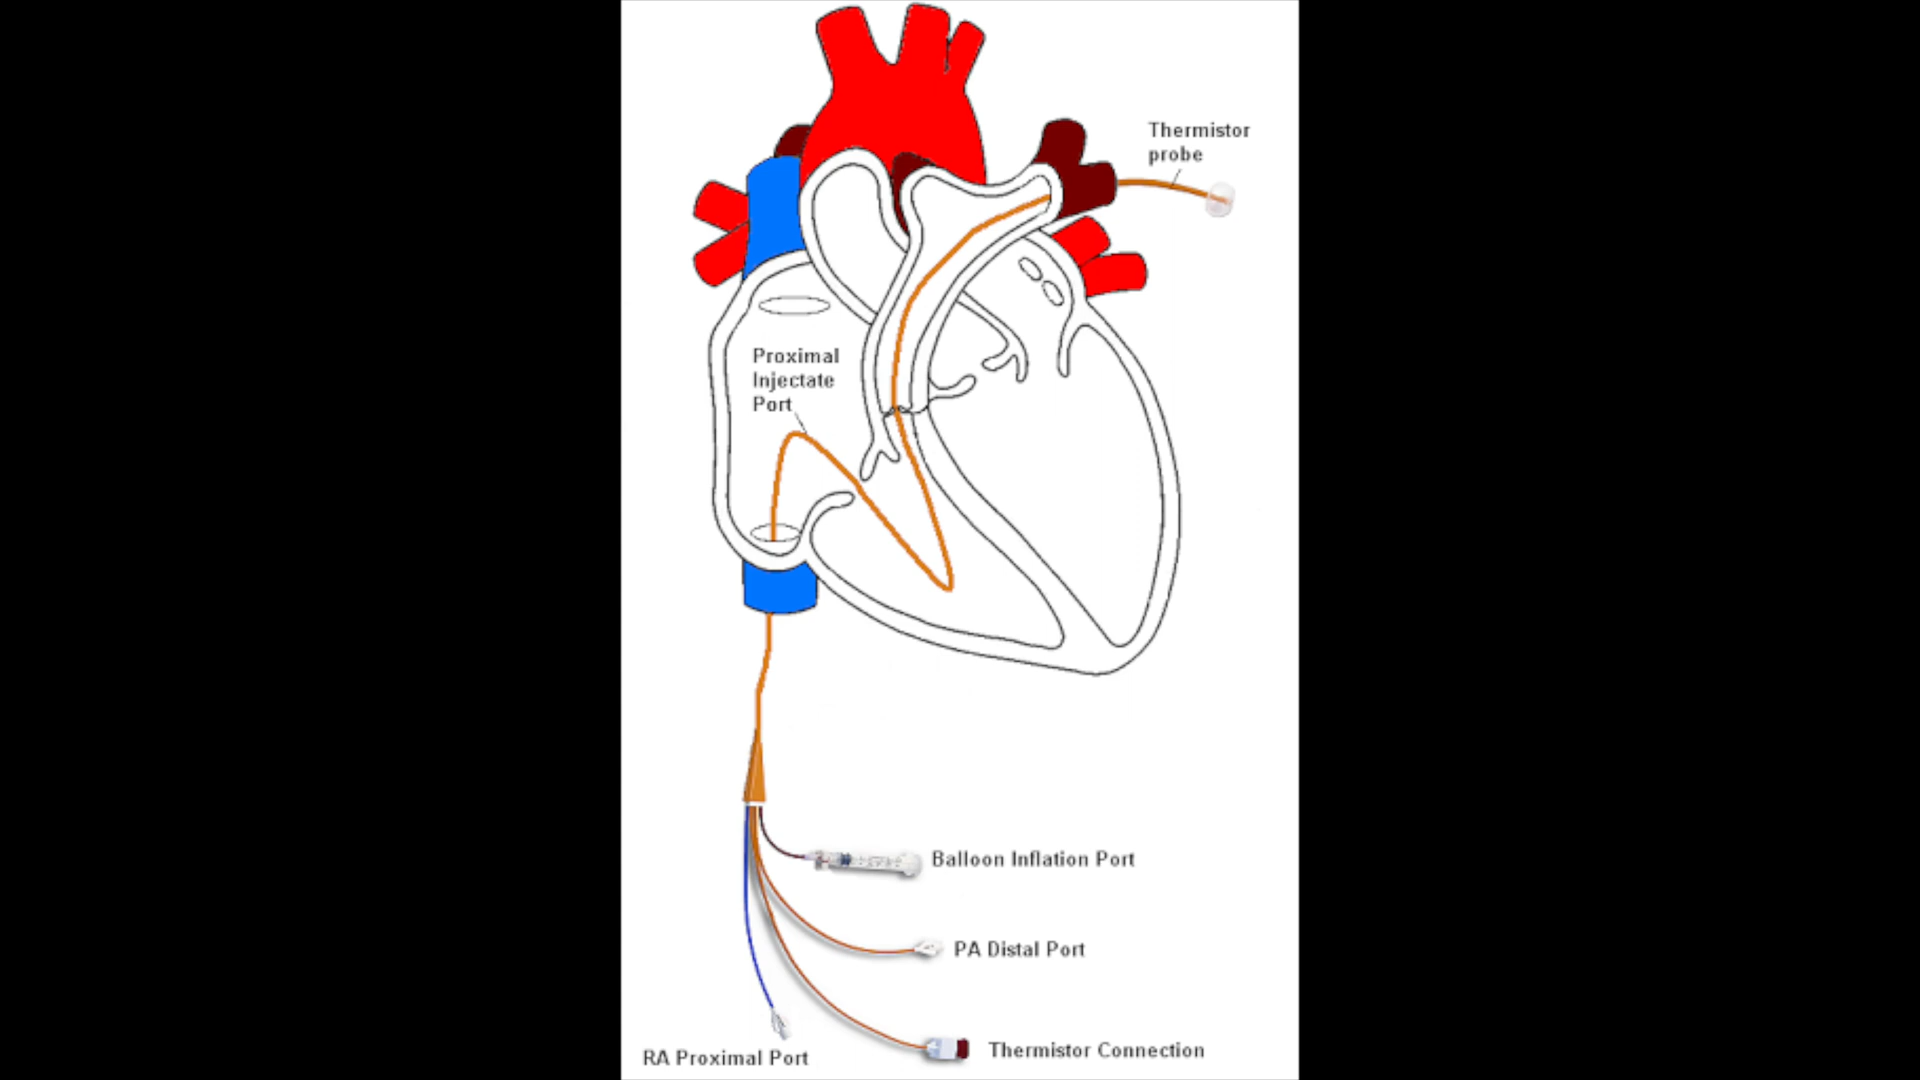 Thermistor
probe
Proximal
Injectate
Port
Balloon Inflation Port
PA Distal Port
Thermistor Connection
RA Proximal Port